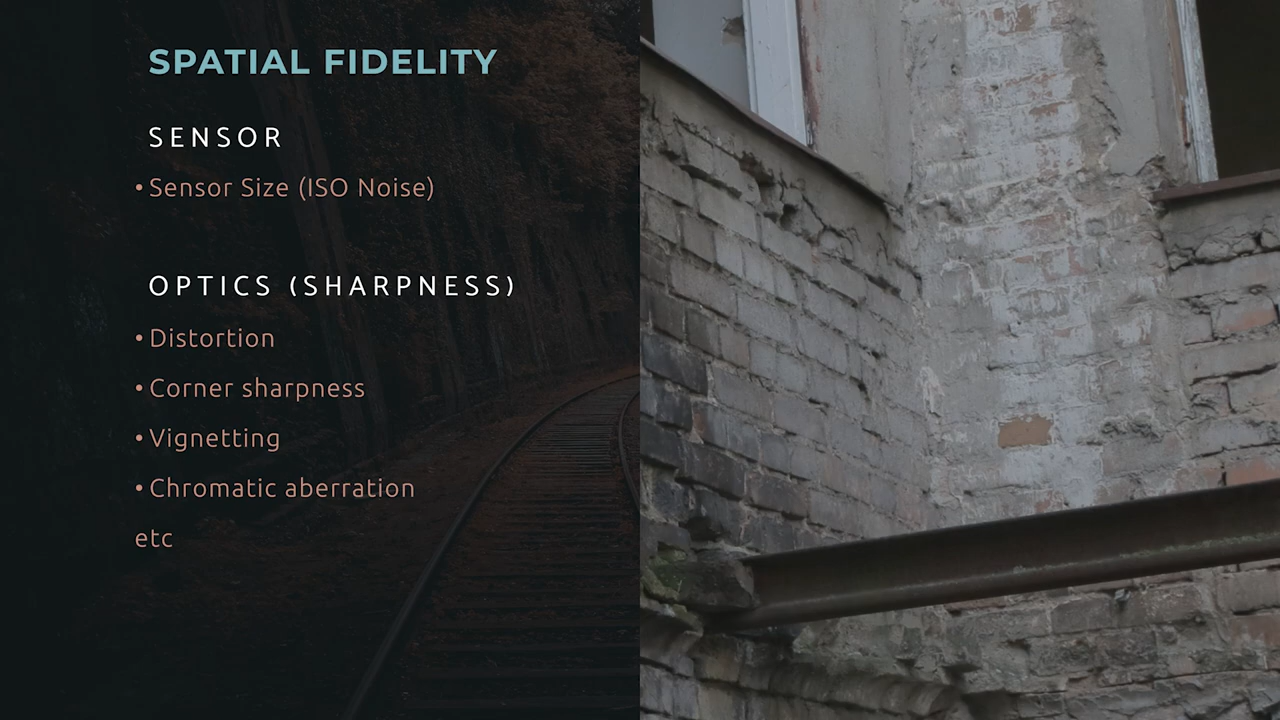 SPATIAL FIDELITY
SENSOR
• Sensor Size (ISO Noise)
OPTICS (SHARPNESS)
• Distortion
• Corner sharpness
• Vignetting
• Chromatic aberration
etc